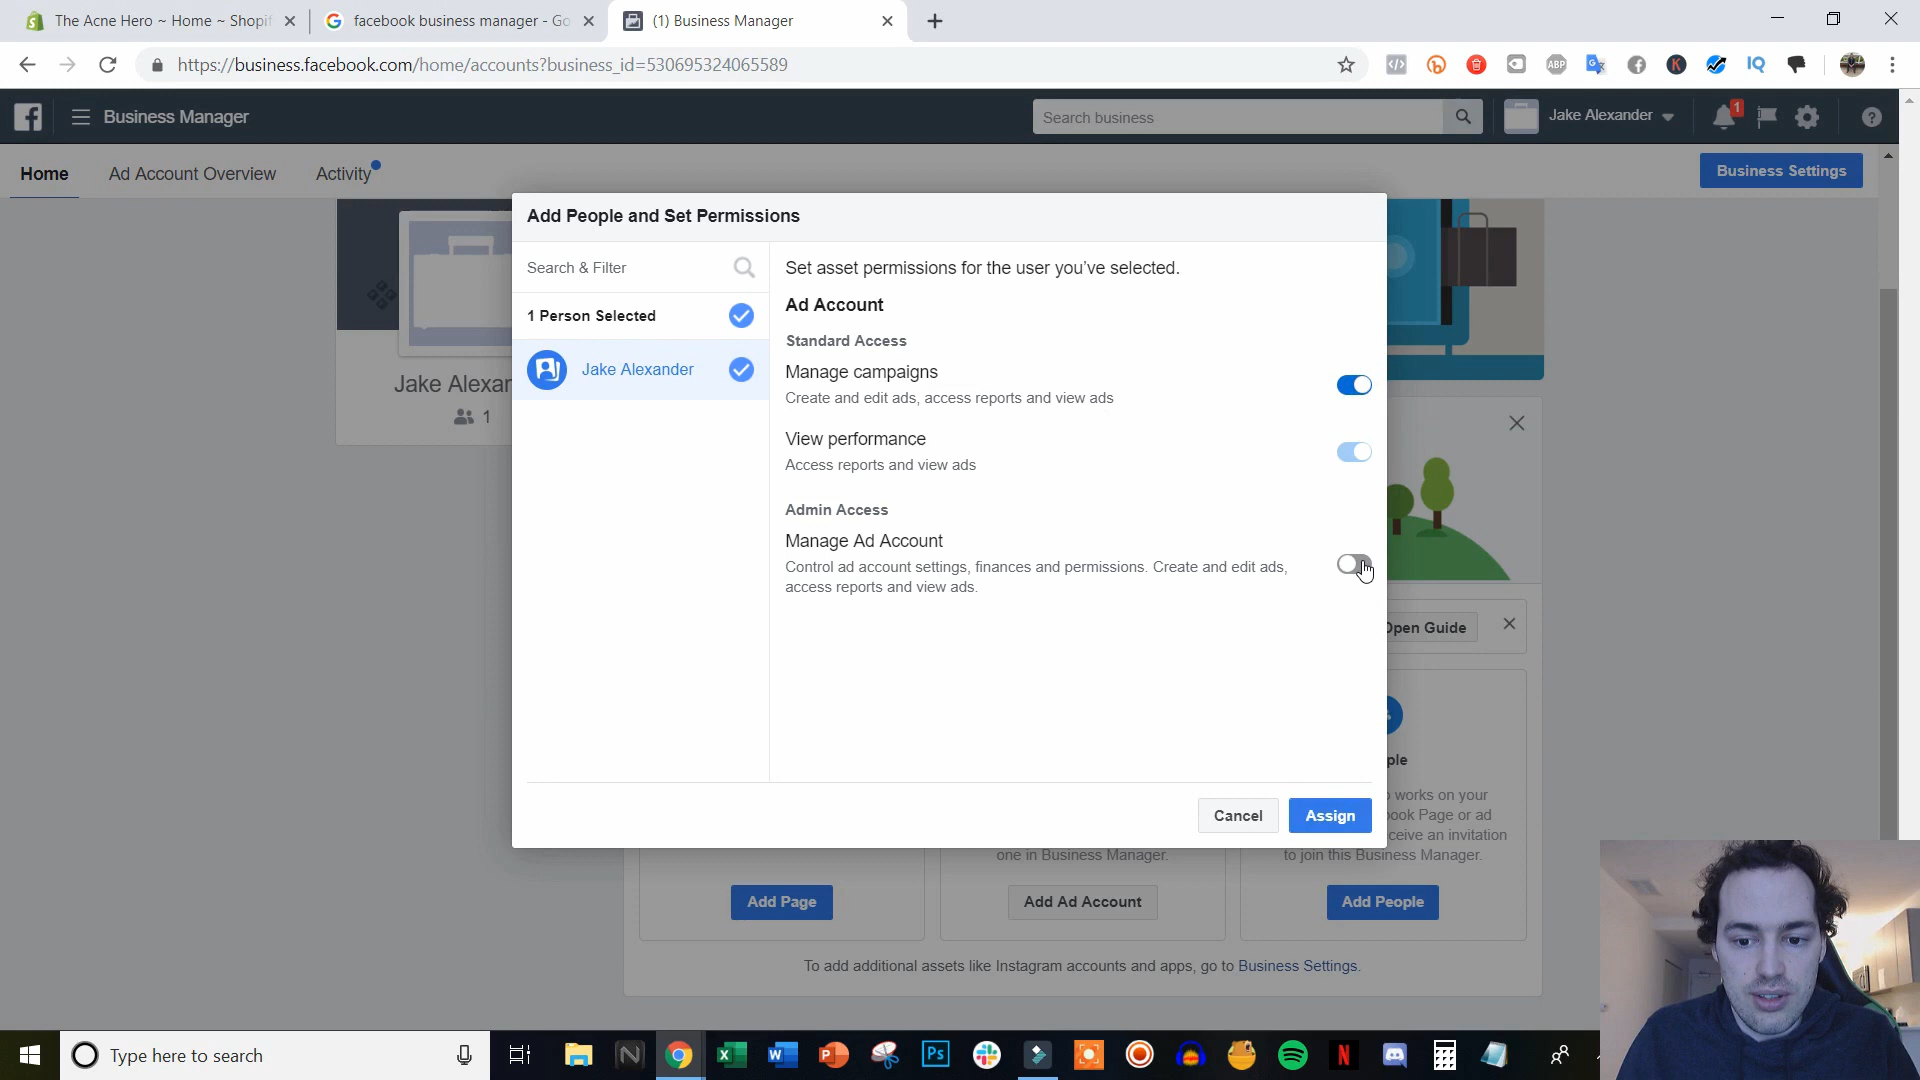 The Acne Hero ~ Home ~ Shopif
facebook business manager - Go
(1) Business Manager
https://business.facebook.com/home/accounts?business_id=530695324065589
ABP
K
IQ
Business Manager
Search business
Jake Alexander
1
Home
Ad Account Overview
Activity
Business Settings
Add People and Set Permissions
Search & Filter
1 Person Selected
Jake Alexander
Set asset permissions for the user you've selected.
Ad Account
Standard Access
Manage campaigns
Create and edit ads, access reports and view ads
View performance
Access reports and view ads
Admin Access
Manage Ad Account
Control ad account settings, finances and permissions. Create and edit ads,
access reports and view ads.
Cancel
Assign
Jake Alexan
1
Open Guide
ple
works on your
ook Page or ad
ceive an invitation
one in Business Manager.
to join this Business Manager.
Add Page
Add Ad Account
Add People
To add additional assets like Instagram accounts and apps, go to Business Settings.
Type here to search
Ps